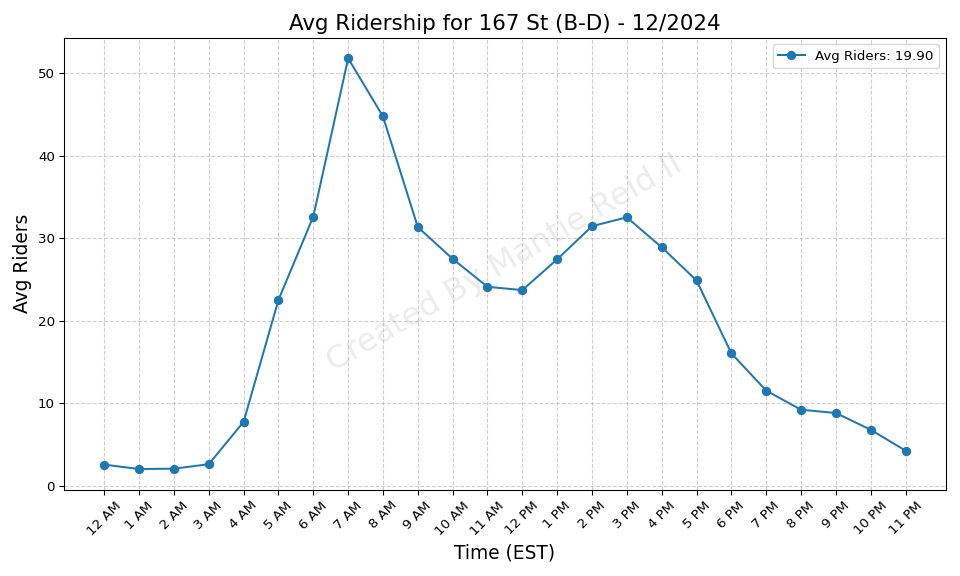 Avg Ridership for 167 St (B-D) - 12/2024
Avg Riders: 19.90
Avg Riders
50
40
30
20
10
0
Created By Mantie Reid II
12 AM
1 AM
2 AM
3 AM
4 AM
5 AM
6 AM
7 AM
8 AM
9 AM
10 AM
11 AM
12 PM
1 PM
2 PM
3 PM
4 PM
5 PM
6 PM
7 PM
8 PM
9 PM
10 PM
11 PM
Time (EST)